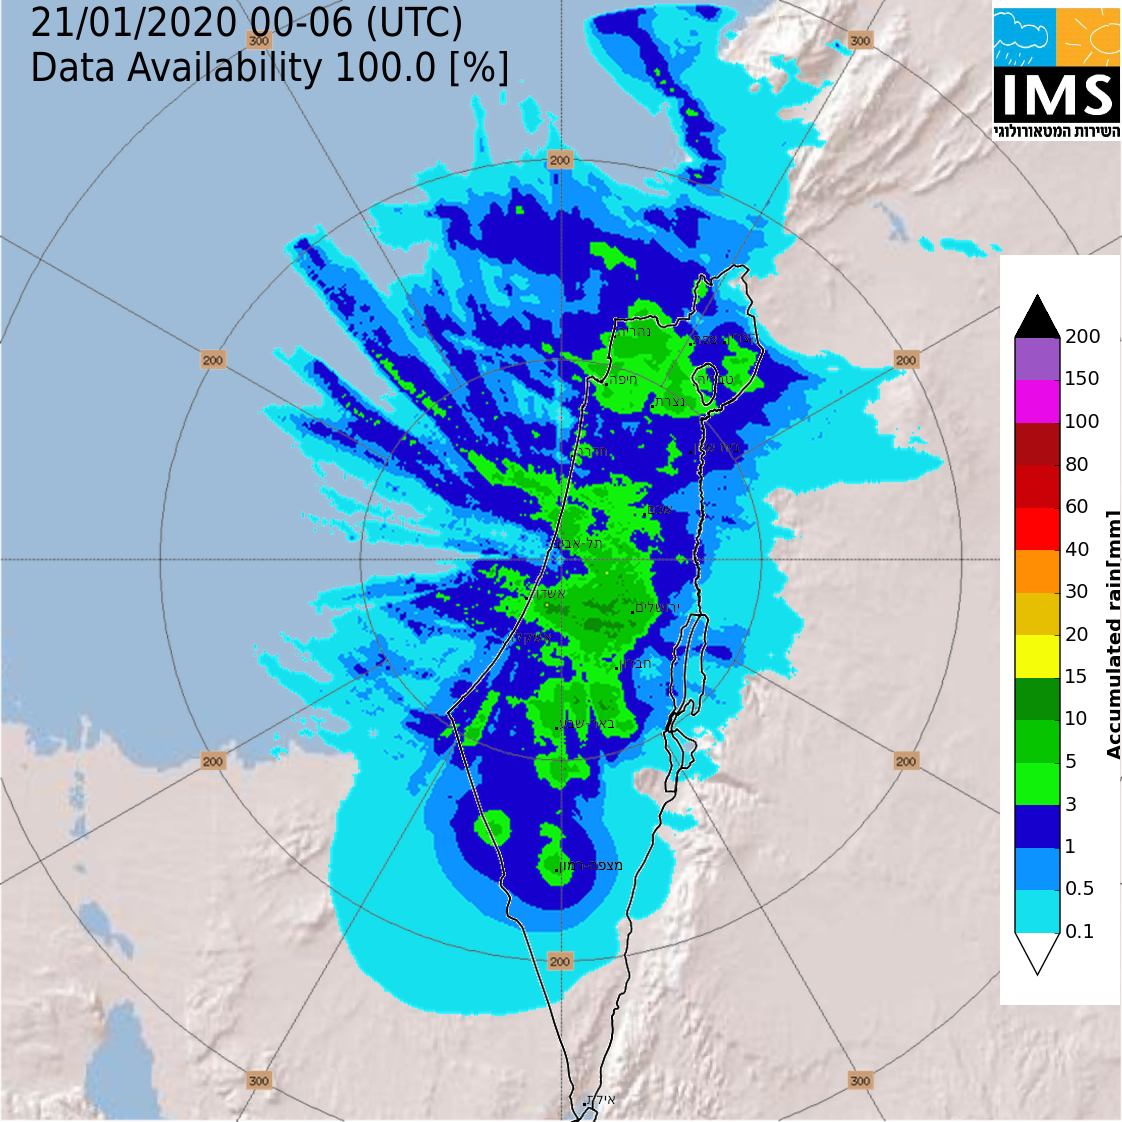 21/01/2020 00-06 (UTC)
Data Availability 100.0 [%]
IMS
השירות המטאורולוגי
300
300
200
200
200
נהריה
חיפה
טבריה
נצרת
תל-אביב
אשדוד
ירושלים
חברון
באר-שבע
200
200
מצפה-רמון
200
300
300
אילת
200
150
100
80
60
40
30
20
15
10
5
3
1
0.5
0.1
Accumulated rain[mm]